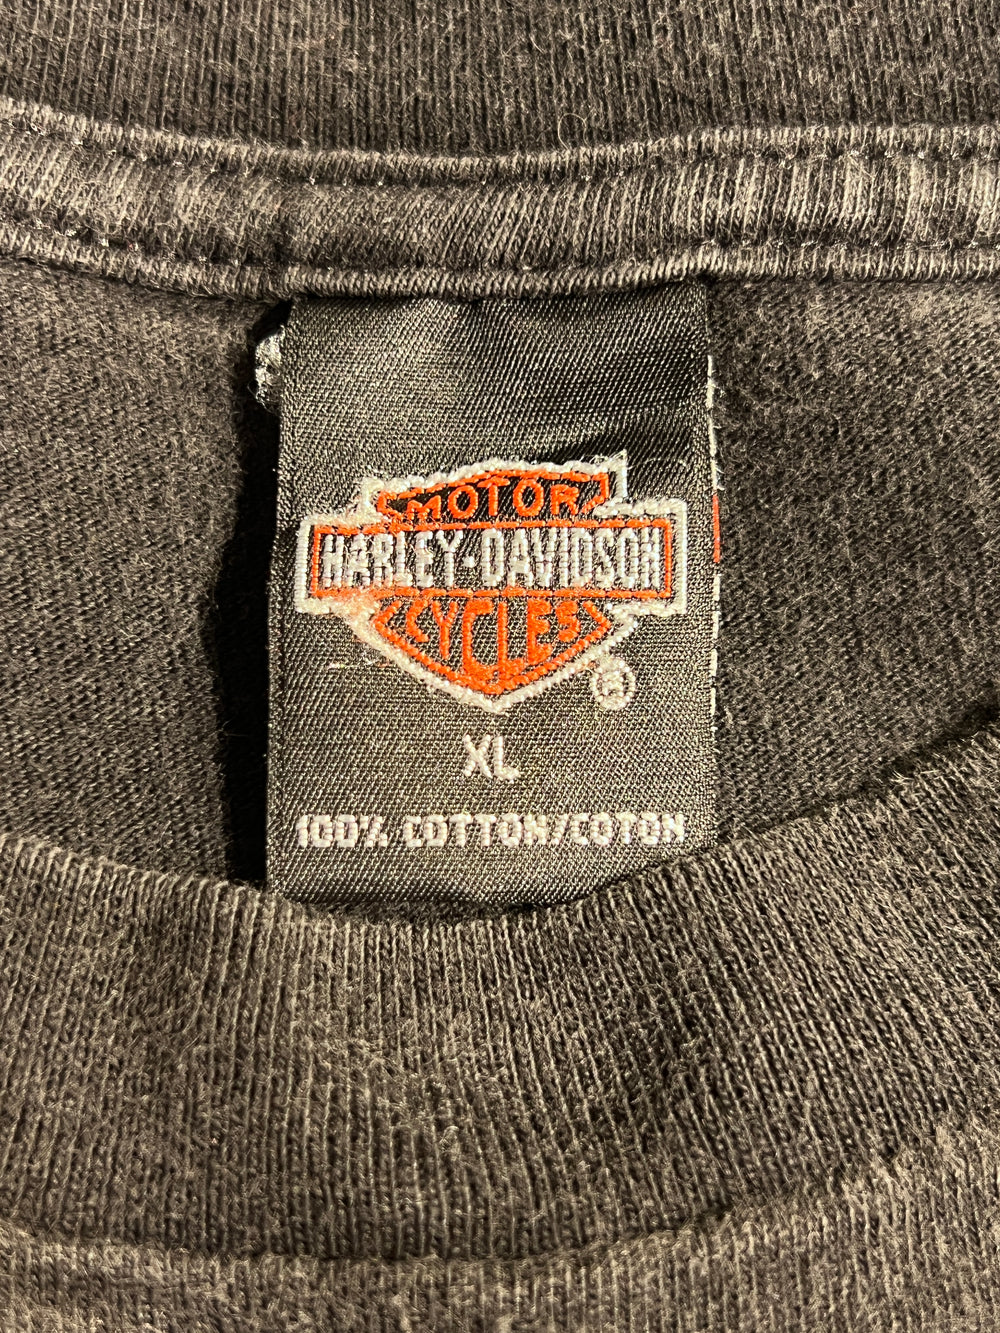 MOTOR
HARLEY-DAVIDSON
CYCLES
®
XL
100% COTTON/COTON